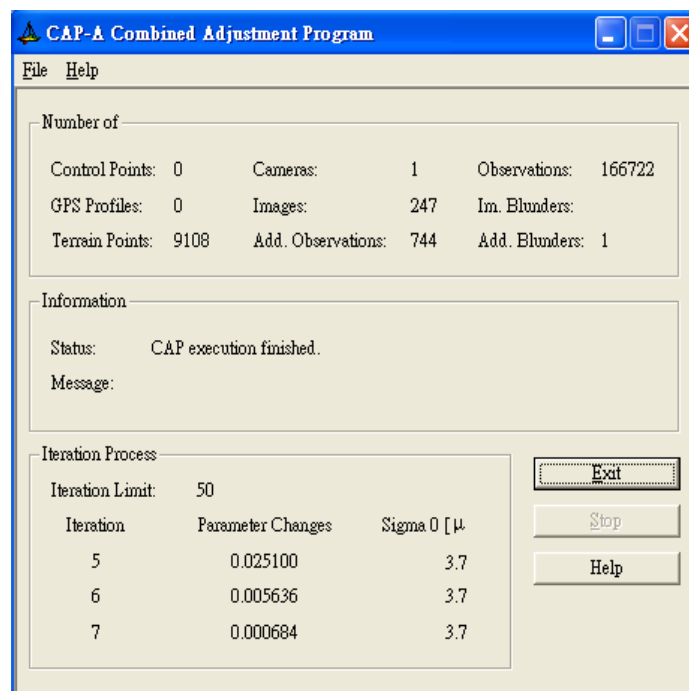 CAP-A Combined Adjustment Program
File Help
Number of
Control Points: 0 Cameras: 1 Observations: 166722
GPS Profiles: 0 Images: 247 Im. Blunders:
Terrain Points: 9108 Add. Observations: 744 Add. Blunders: 1
Information
Status: CAP execution finished.
Message:
Iteration Process
Iteration Limit: 50
Iteration Parameter Changes Sigma 0 [ μ
5 0.025100 3.7
6 0.005636 3.7
7 0.000684 3.7
Exit
Stop
Help